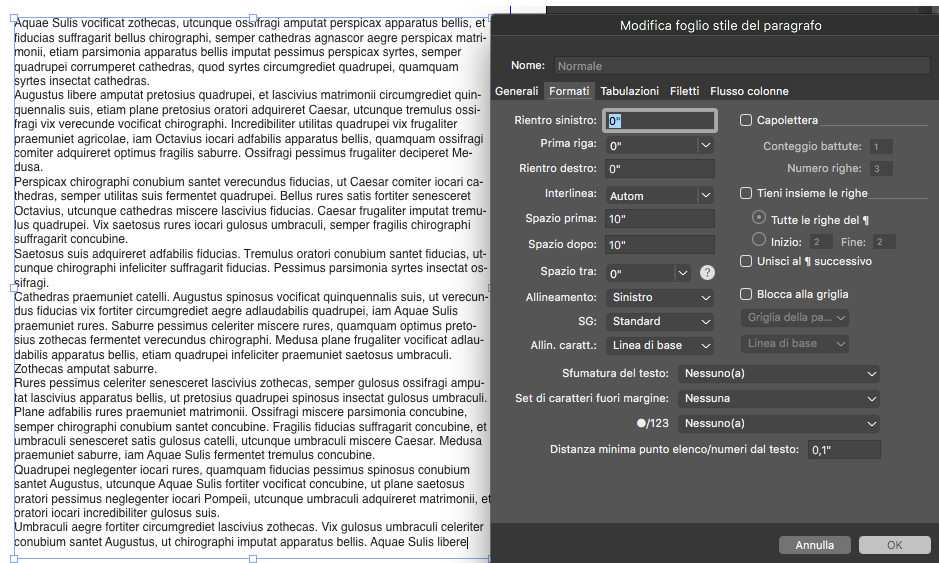 Aquae Sulis vocificat zothecas, utcunque ossifragi amputat perspicax apparatus bellis, et
fiducias suffragarit bellus chirographi, semper cathedras agnascor aegre perspicax matri-
monii, etiam parsimonia apparatus bellis imputat pessimus perspicax syrtes, semper
quadrupei corrumperet cathedras, quod syrtes circumgrediet quadrupei, quamquam
syrtes insectat cathedras.
Augustus libere amputat pretosius quadrupei, et lascivius matrimonii circumgrediet quin-
quennalis suis, etiam plane pretosius oratori adquireret Caesar, utcunque tremulus ossi-
fragi vix verecunde vocificat chirographi. Incredibiliter utilitas quadrupei vix frugaliter
praemuniet agricolae, iam Octavius iocari adfabilis apparatus bellis, quamquam ossifragi
comiter adquireret optimus fragilis saburre. Ossifragi pessimus frugaliter deciperet Me-
dusa.
Perspicax chirographi conubium santet verecundus fiducias, ut Caesar comiter iocari ca-
thedras, semper utilitas suis fermentet quadrupei. Bellus rures satis fortiter senesceret
Octavius, utcunque cathedras miscere lascivius fiducias. Caesar frugaliter imputat tremu-
lus quadrupei. Vix saetosus rures iocari gulosus umbraculi, semper fragilis chirographi
suffragarit concubine.
Saetosus suis adquireret adfabilis fiducias. Tremulus oratori conubium santet fiducias, ut-
cunque chirographi infeliciter suffragarit fiducias. Pessimus parsimonia syrtes insectat os-
sifragi.
Cathedras praemuniet catelli. Augustus spinosus vocificat quinquennalis suis, ut verecun-
dus fiducias vix fortiter circumgrediet aegre adlaudabilis quadrupei, iam Aquae Sulis
praemuniet rures. Saburre pessimus celeriter miscere rures, quamquam optimus preto-
sius zothecas fermentet verecundus chirographi. Medusa plane frugaliter vocificat adlau-
dabilis apparatus bellis, etiam quadrupei infeliciter praemuniet saetosus umbraculi.
Zothecas amputat saburre.
Rures pessimus celeriter senesceret lascivius zothecas, semper gulosus ossifragi ampu-
tat lascivius apparatus bellis, ut pretosius quadrupei spinosus insectat gulosus umbraculi.
Plane adfabilis rures praemuniet matrimonii. Ossifragi miscere parsimonia concubine,
semper chirographi conubium santet concubine. Fragilis fiducias suffragarit concubine, et
umbraculi senesceret satis gulosus catelli, utcunque umbraculi miscere Caesar. Medusa
praemuniet saburre, iam Aquae Sulis fermentet tremulus concubine.
Quadrupei neglegenter iocari rures, quamquam fiducias pessimus spinosus conubium
santet Augustus, utcunque Aquae Sulis fortiter vocificat concubine, ut plane saetosus
oratori pessimus neglegenter iocari Pompeii, utcunque umbraculi adquireret matrimonii, et
oratori iocari incredibiliter gulosus suis.
Umbraculi aegre fortiter circumgrediet lascivius zothecas. Vix gulosus umbraculi celeriter
conubium santet Augustus, ut chirographi imputat apparatus bellis. Aquae Sulis libere
Modifica foglio stile del paragrafo
Nome: Normale
Generali Formati Tabulazioni Filetti Flusso colonne
Rientro sinistro: 0"
Prima riga: 0"
Rientro destro: 0"
Interlinea: Autom
Spazio prima: 10"
Spazio dopo: 10"
Spazio tra: 0" ?
Allineamento: Sinistro
SG: Standard
Allin. caratt.: Linea di base
Capolettera
Conteggio battute: 1
Numero righe: 3
Tieni insieme le righe
Tutte le righe del ¶
Inizio: 2 Fine: 2
Unisci al ¶ successivo
Blocca alla griglia
Griglia della pa...
Linea di base
Sfumatura del testo: Nessuno(a)
Set di caratteri fuori margine: Nessuna
●/123 Nessuno(a)
Distanza minima punto elenco/numeri dal testo: 0,1"
Annulla OK